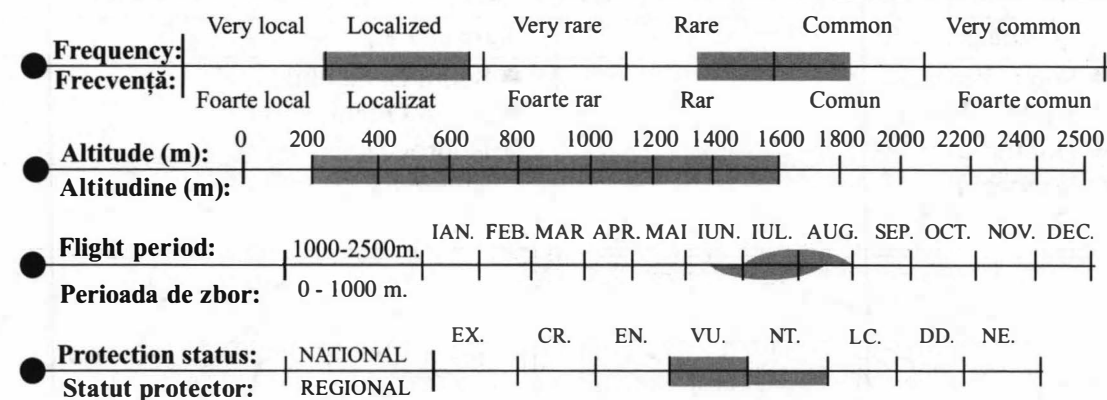 Very local Localized Very rare Rare Common Very common
Frequency:
Frecvență:
Foarte local Localizat Foarte rar Rar Comun Foarte comun
0 200 400 600 800 1000 1200 1400 1600 1800 2000 2200 2400 2500
Altitude (m):
Altitudine (m):
IAN. FEB. MAR APR. MAI IUN. IUL. AUG. SEP. OCT. NOV. DEC.
Flight period: 1000-2500m.
Perioada de zbor: 0 - 1000 m.
EX. CR. EN. VU. NT. LC. DD. NE.
Protection status: NATIONAL
Statut protector: REGIONAL